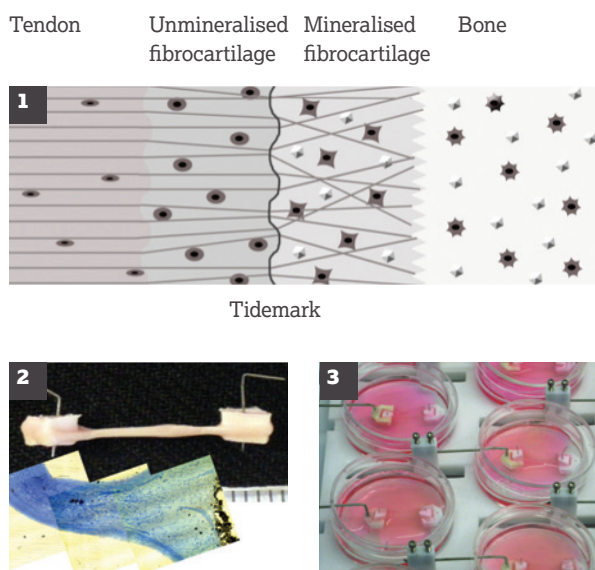 Tendon
Unmineralised
fibrocartilage
Mineralised
fibrocartilage
Bone
1
Tidemark
2
3